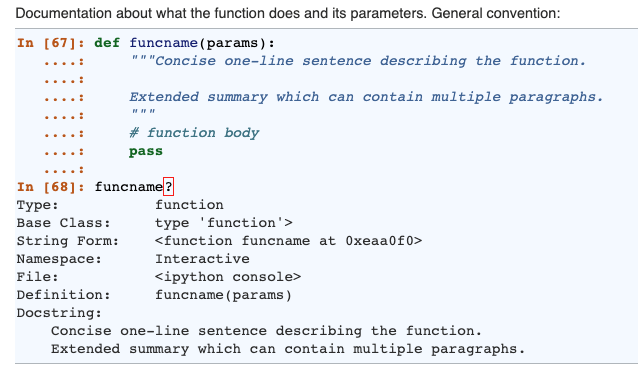 Documentation about what the function does and its parameters. General convention:
In [67]: def funcname(params):
....: """Concise one-line sentence describing the function.
....:
....: Extended summary which can contain multiple paragraphs.
....: """
....: # function body
....: pass
....:
In [68]: funcname?
Type: function
Base Class: type 'function'>
String Form: <function funcname at 0xeaa0f0>
Namespace: Interactive
File: <ipython console>
Definition: funcname(params)
Docstring:
Concise one-line sentence describing the function.
Extended summary which can contain multiple paragraphs.